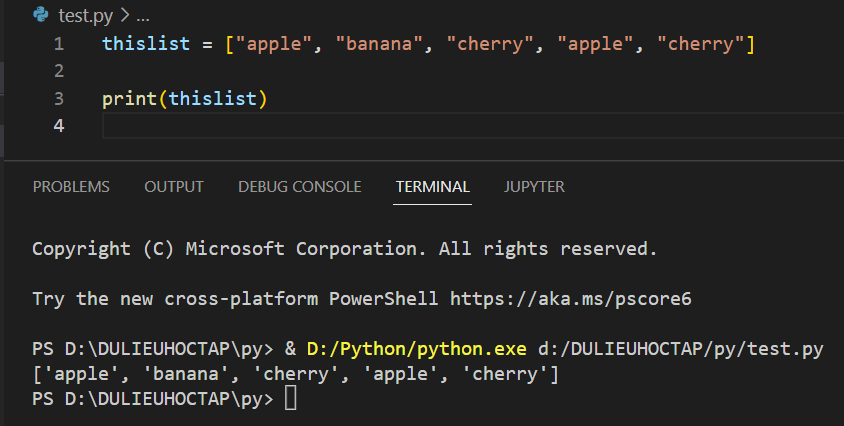 test.py > ...
1 thislist = ["apple", "banana", "cherry", "apple", "cherry"]
2
3 print(thislist)
4
PROBLEMS OUTPUT DEBUG CONSOLE TERMINAL JUPYTER
Copyright (C) Microsoft Corporation. All rights reserved.
Try the new cross-platform PowerShell https://aka.ms/pscore6
PS D:\DULIEUHOCTAP\py> & D:/Python/python.exe d:/DULIEUHOCTAP/py/test.py
['apple', 'banana', 'cherry', 'apple', 'cherry']
PS D:\DULIEUHOCTAP\py>